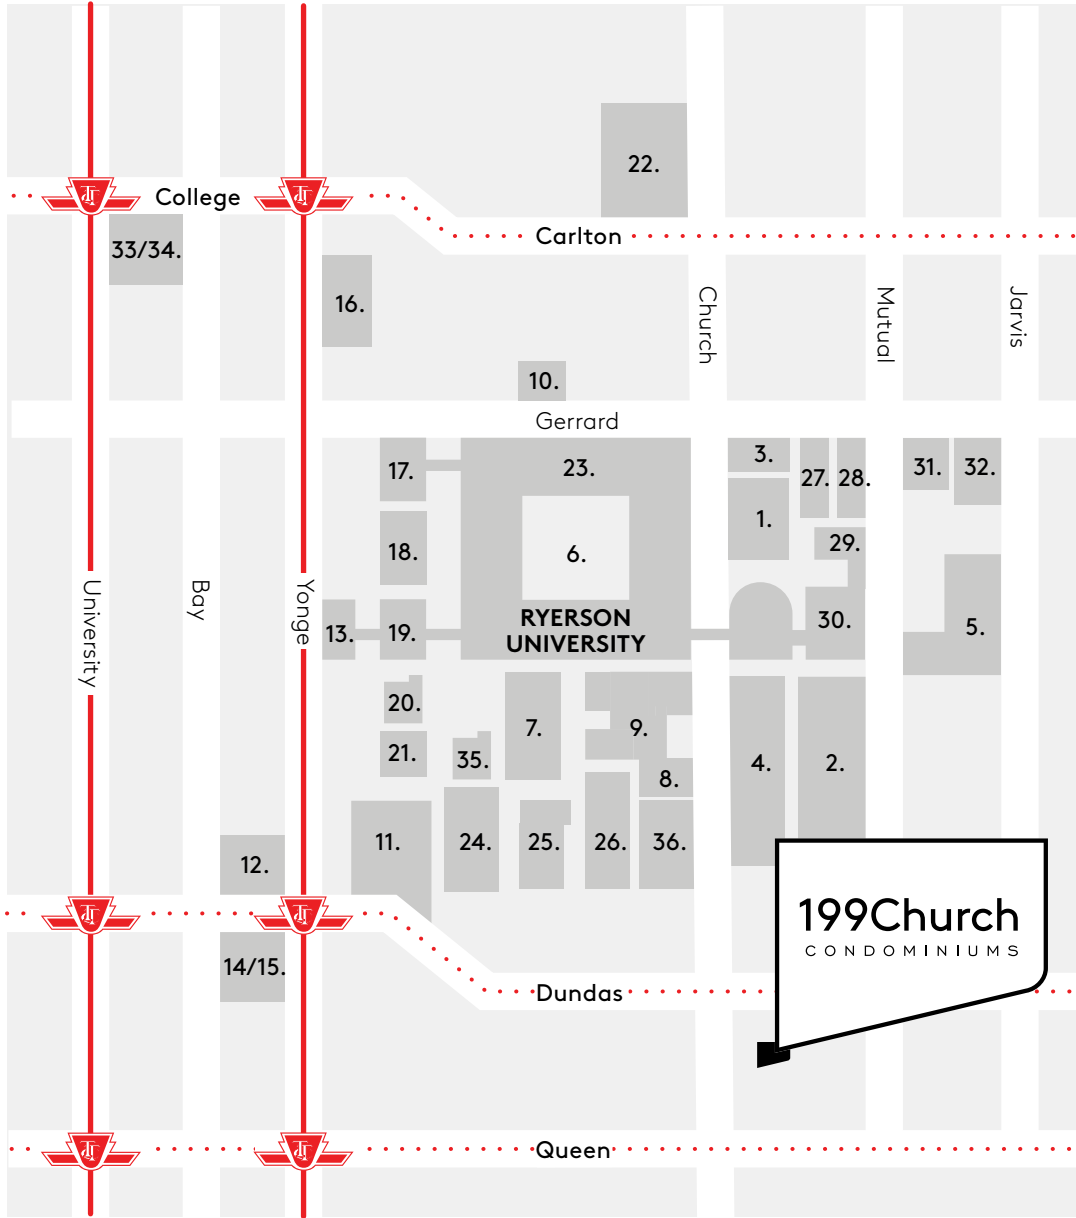 22.
College
Carlton
33/34.
16.
Church
Mutual
Jarvis
10.
Gerrard
17.
23.
3.
27.
28.
31.
32.
1.
18.
6.
29.
University
Bay
Yonge
13.
19.
RYERSON
UNIVERSITY
30.
5.
20.
7.
9.
21.
35.
8.
4.
2.
11.
24.
25.
26.
36.
12.
199Church
CONDOMINIUMS
14/15.
Dundas
Queen